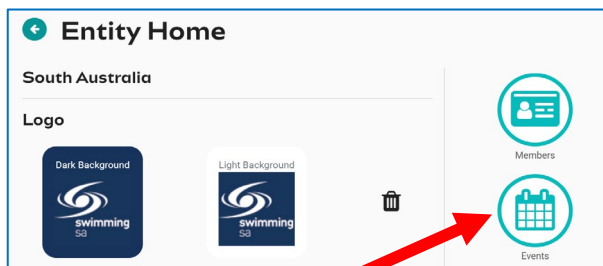 Entity Home
South Australia
Logo
Dark Background
swimming
sa
Light Background
swimming
sa
Members
Events